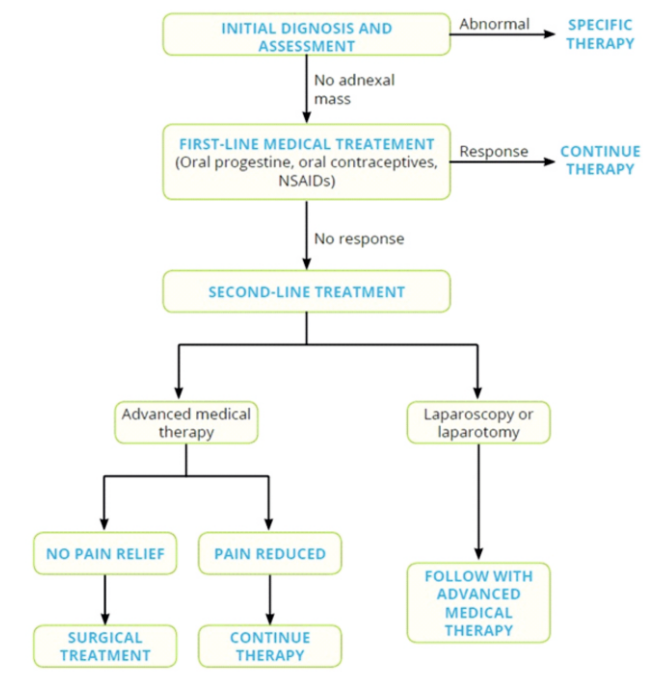 INITIAL DIGNOSIS AND
ASSESSMENT
Abnormal
SPECIFIC
THERAPY
No adnexal
mass
FIRST-LINE MEDICAL TREATEMENT
(Oral progestine, oral contraceptives,
NSAIDs)
Response
CONTINUE
THERAPY
No response
SECOND-LINE TREATMENT
Advanced medical
therapy
Laparoscopy or
laparotomy
NO PAIN RELIEF
PAIN REDUCED
FOLLOW WITH
ADVANCED
MEDICAL
THERAPY
SURGICAL
TREATMENT
CONTINUE
THERAPY